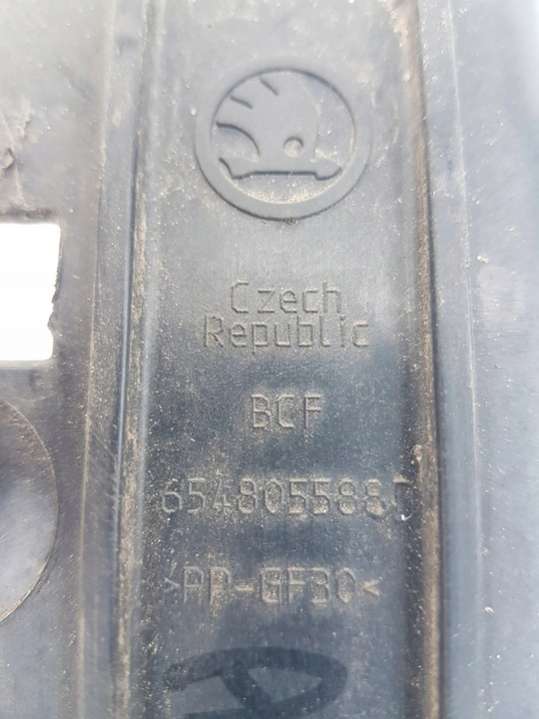 Czech
Republic
BCF
654805588
>PP-GF30<